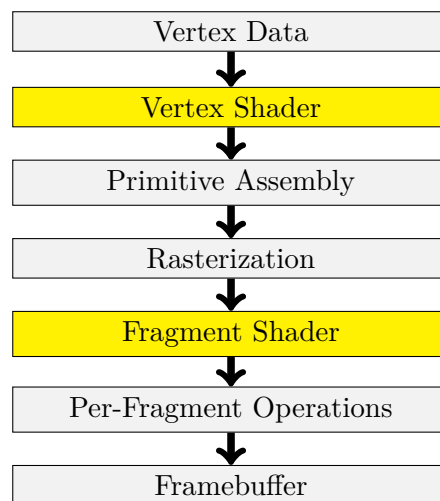 Vertex Data
Vertex Shader
Primitive Assembly
Rasterization
Fragment Shader
Per-Fragment Operations
Framebuffer